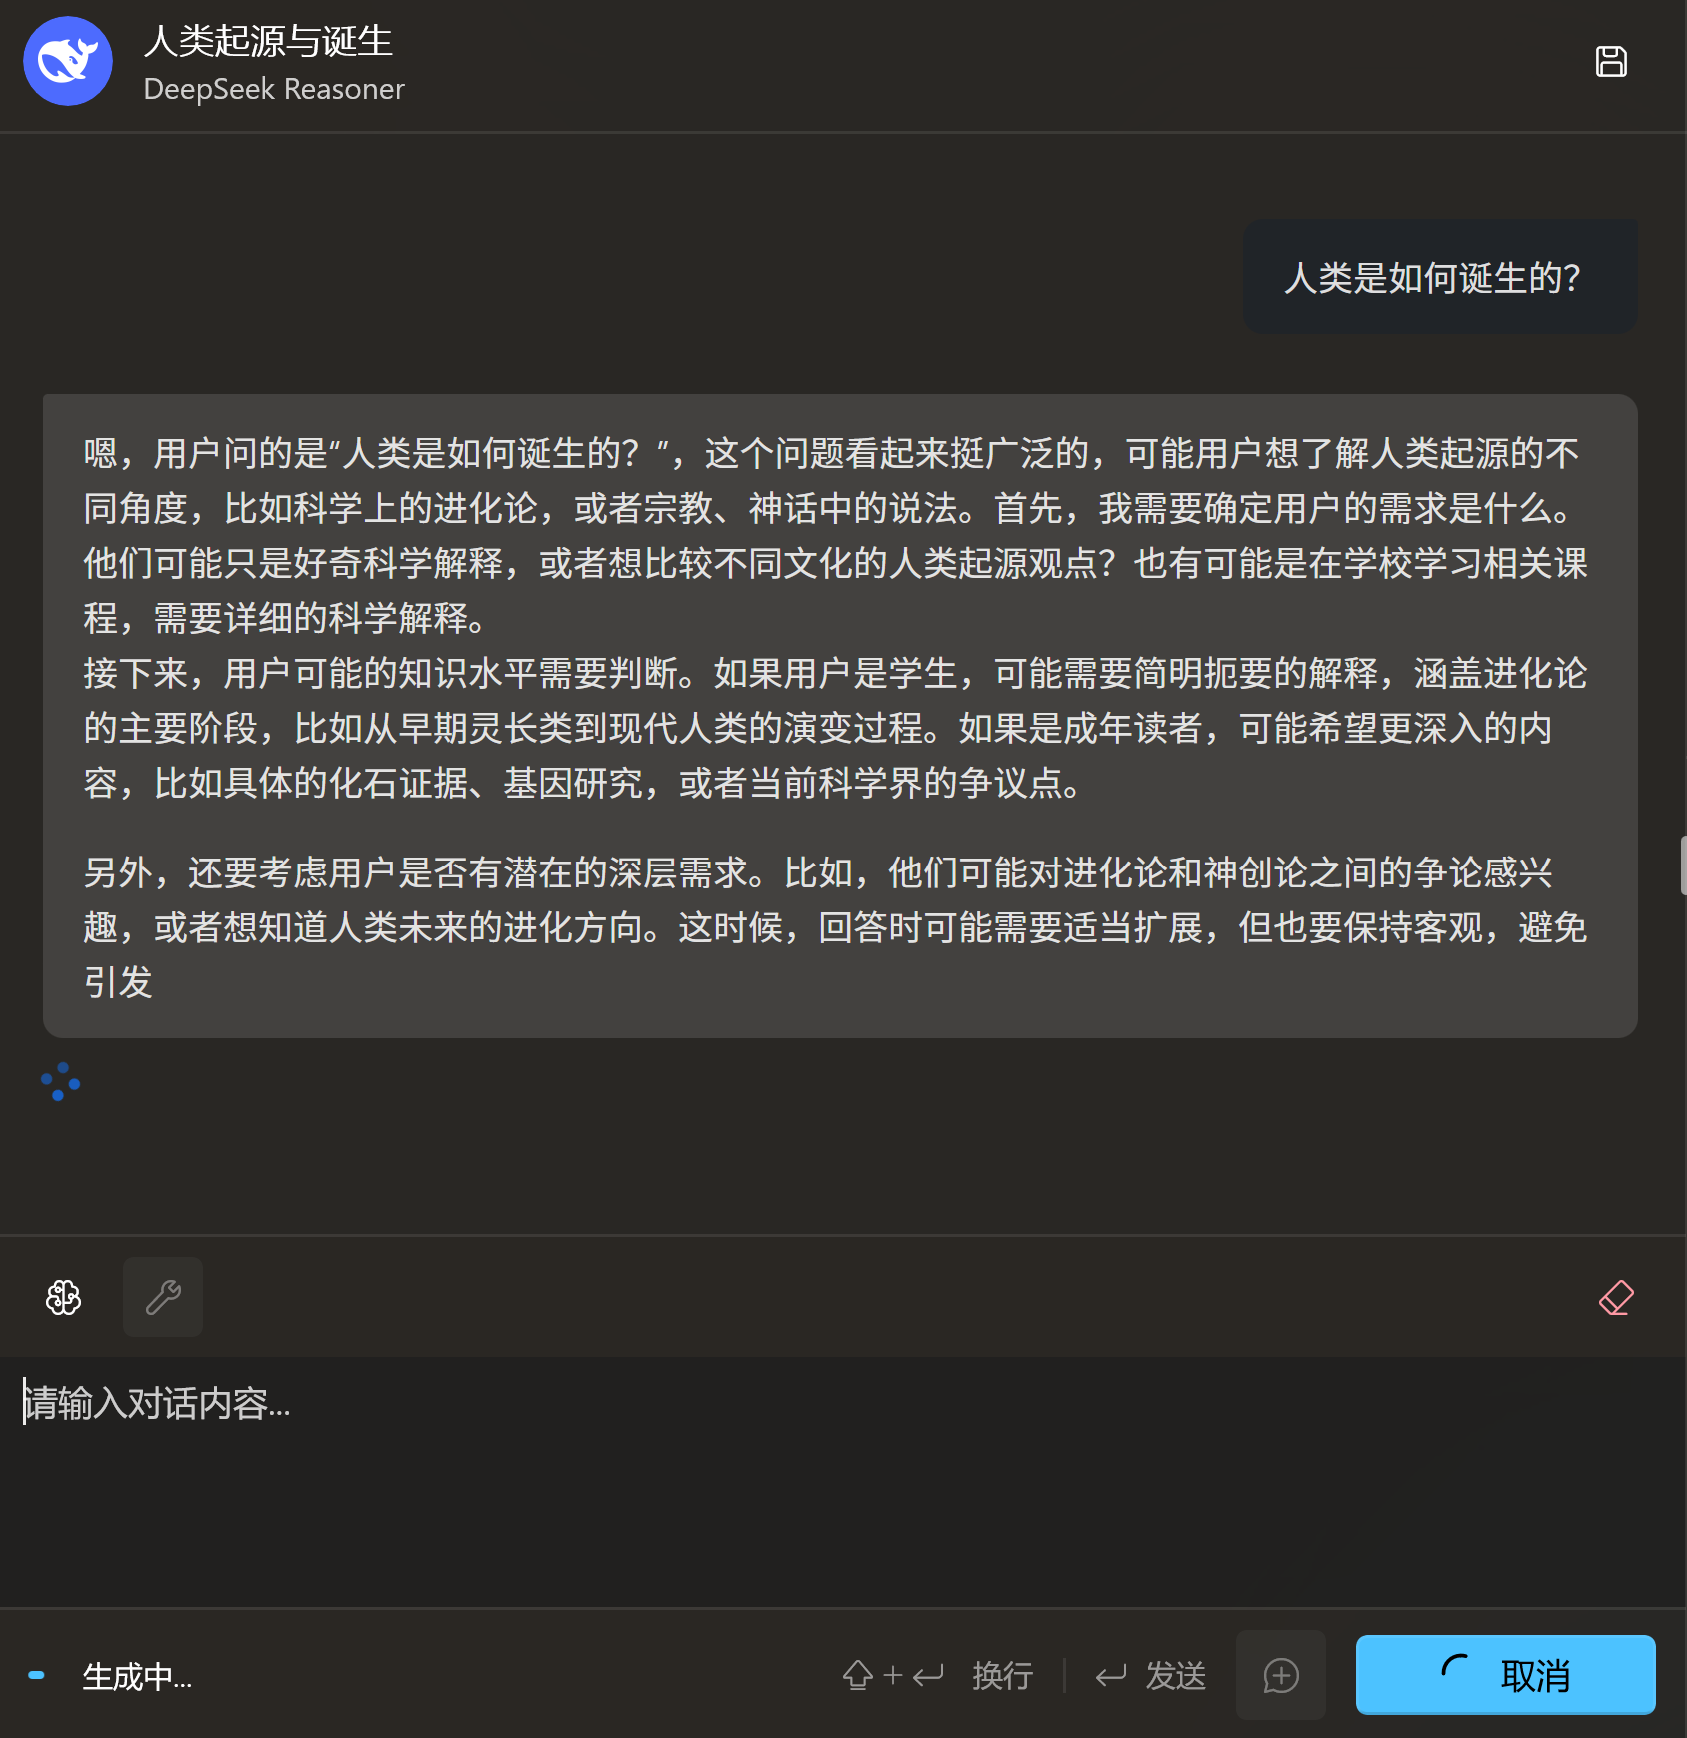 人类起源与诞生
DeepSeek Reasoner
人类是如何诞生的？
嗯，用户问的是“人类是如何诞生的？”，这个问题看起来挺广泛的，可能用户想了解人类起源的不
同角度，比如科学上的进化论，或者宗教、神话中的说法。首先，我需要确定用户的需求是什么。
他们可能只是好奇科学解释，或者想比较不同文化的人类起源观点？也有可能是在学校学习相关课
程，需要详细的科学解释。
接下来，用户可能的知识水平需要判断。如果用户是学生，可能需要简明扼要的解释，涵盖进化论
的主要阶段，比如从早期灵长类到现代人类的演变过程。如果是成年读者，可能希望更深入的内
容，比如具体的化石证据、基因研究，或者当前科学界的争议点。
另外，还要考虑用户是否有潜在的深层需求。比如，他们可能对进化论和神创论之间的争论感兴
趣，或者想知道人类未来的进化方向。这时候，回答时可能需要适当扩展，但也要保持客观，避免
引发
请输入对话内容...
生成中...
换行
发送
取消